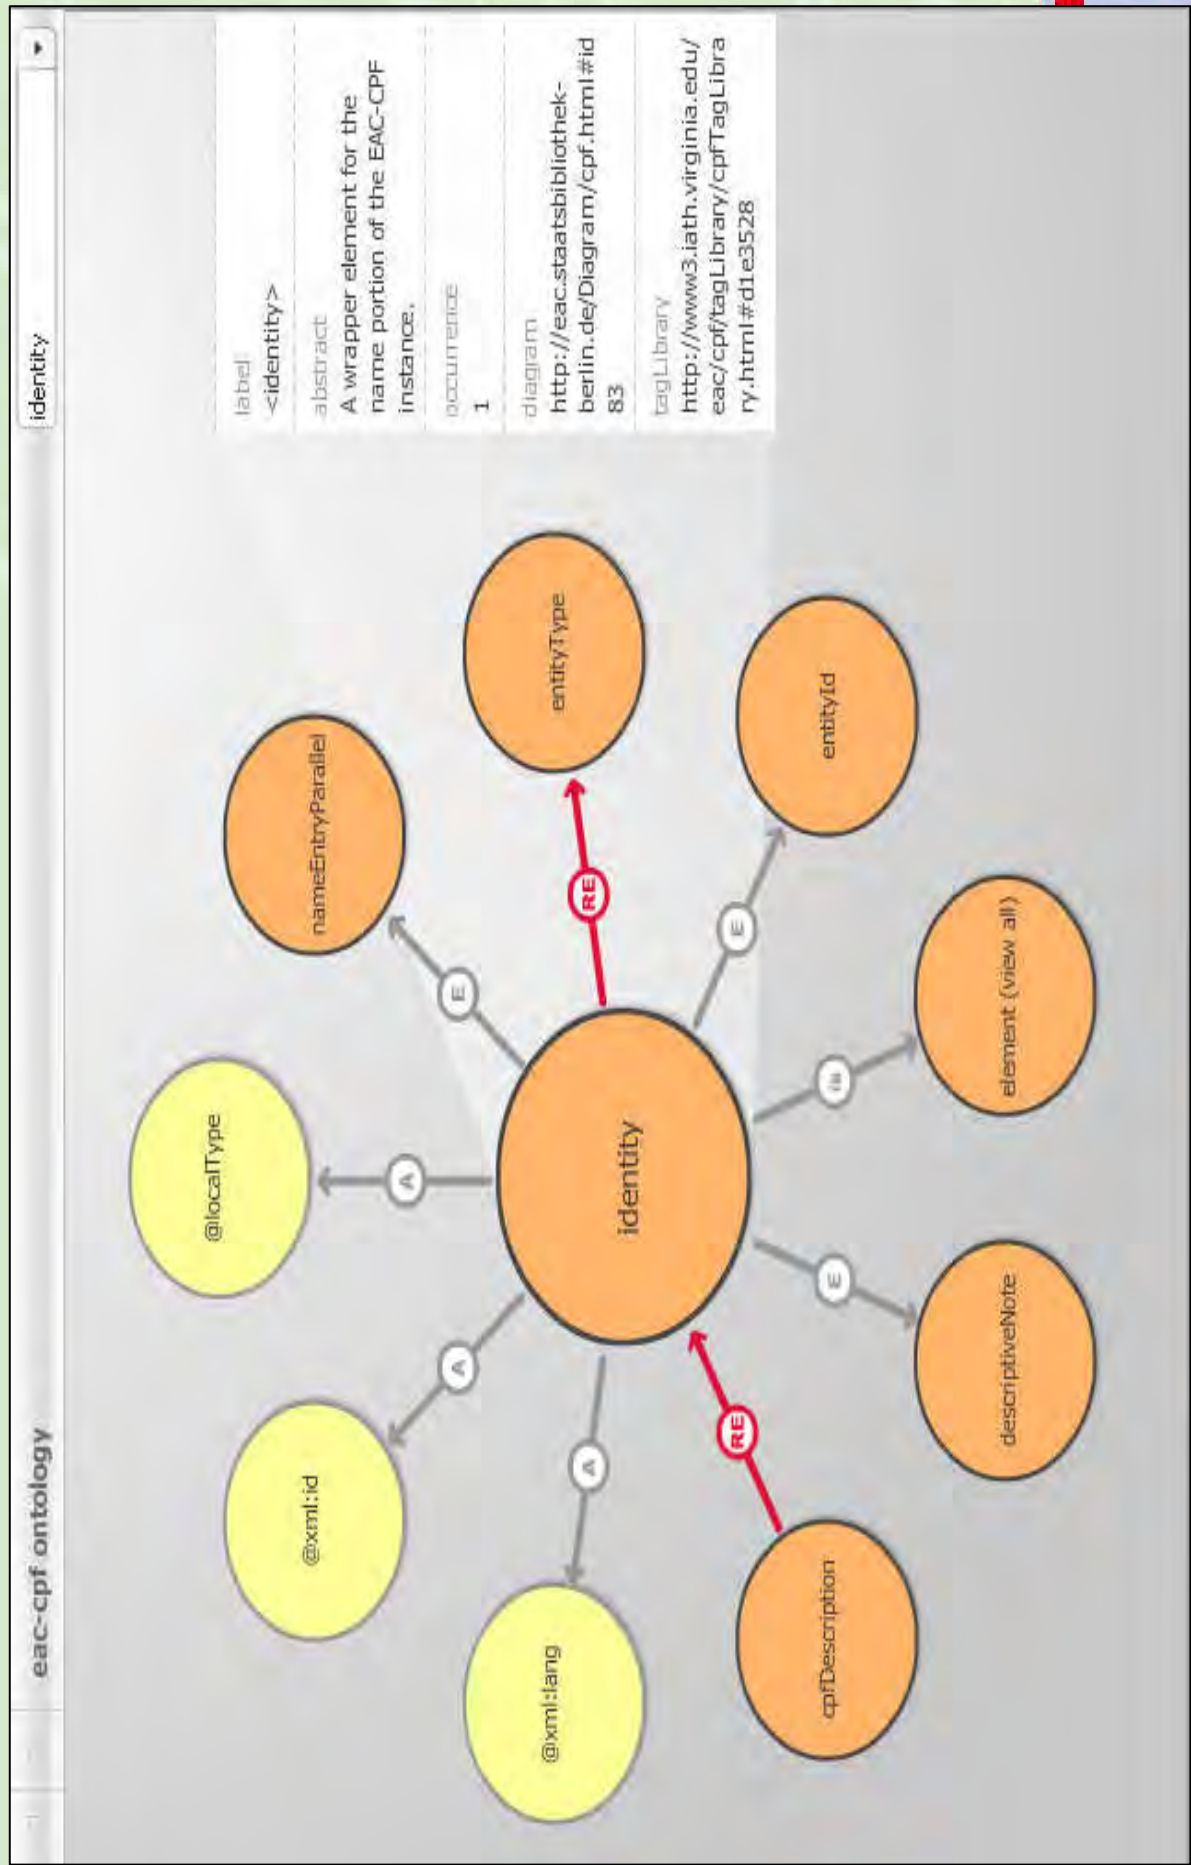 eac-cpf ontology
identity
label
<identity>
abstract
A wrapper element for the
name portion of the EAC-CPF
instance.
occurrence
1
diagram
http://eac.staatsbibliothek-
berlin.de/Diagram/cpf.html#id
83
tagLibrary
http://www3.iath.virginia.edu/
eac/cpf/tagLibrary/cpfTagLibra
ry.html#d1e3528
@localType
@xml:id
nameEntryParallel
A
A
E
@xml:lang
A
identity
RE
entityType
cpfDescription
RE
E
entityId
descriptiveNote
E
is
element (view all)